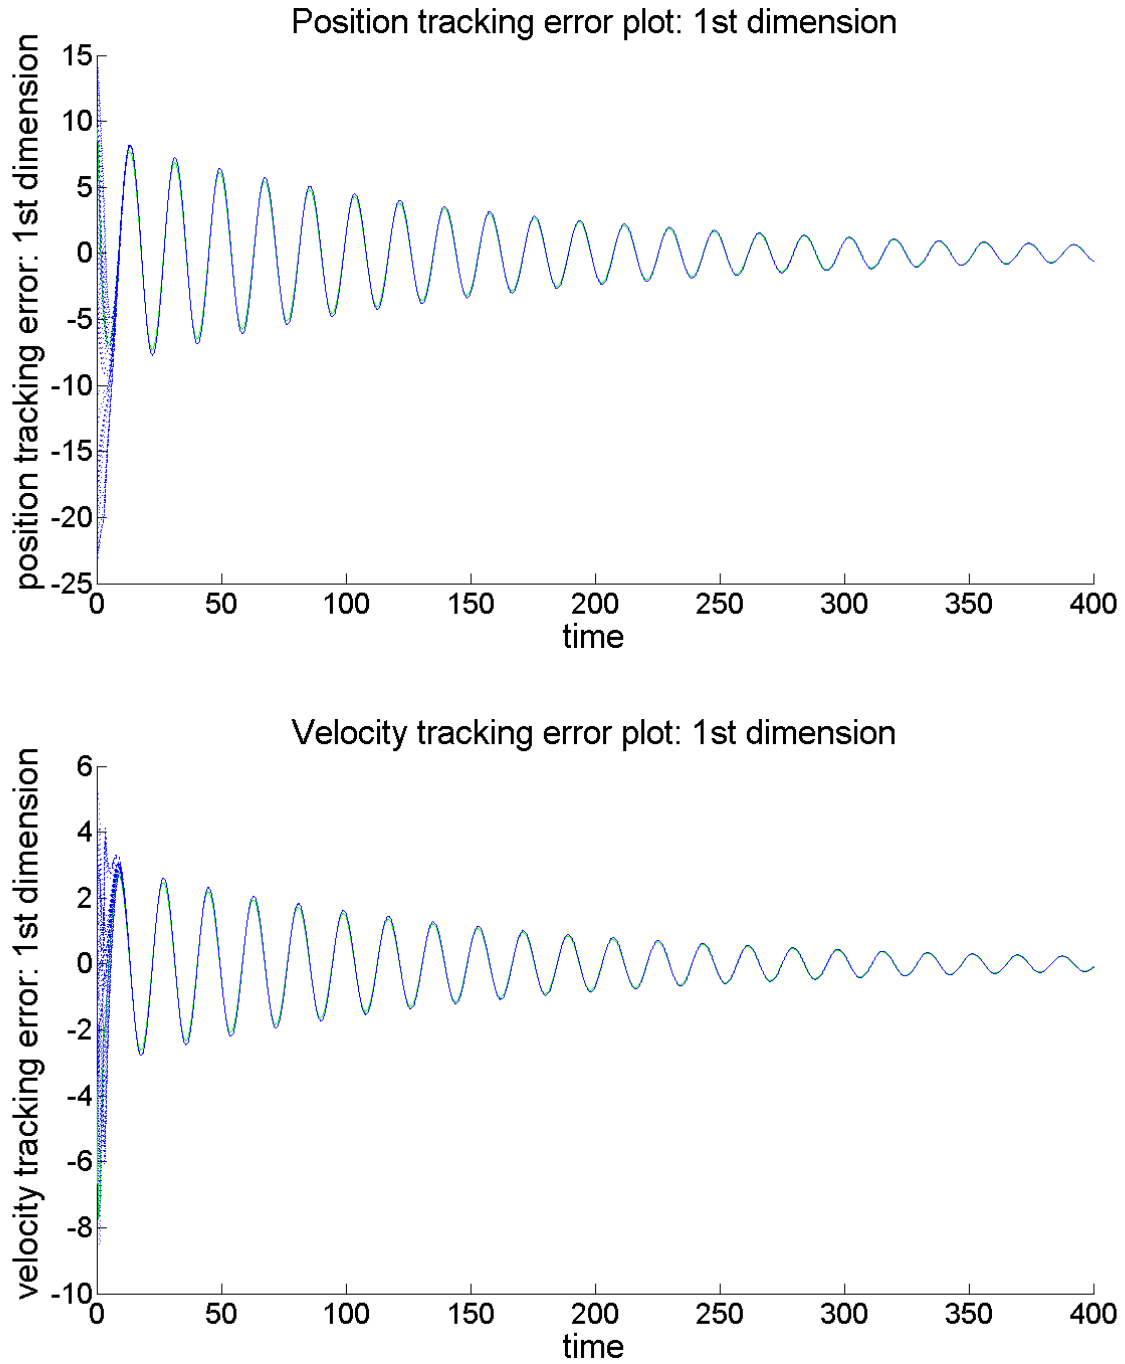 Position tracking error plot: 1st dimension
position tracking error: 1st dimension
15
10
5
0
-5
-10
-15
-20
-25
0 50 100 150 200 250 300 350 400
time
Velocity tracking error plot: 1st dimension
velocity tracking error: 1st dimension
6
4
2
0
-2
-4
-6
-8
-10
0 50 100 150 200 250 300 350 400
time